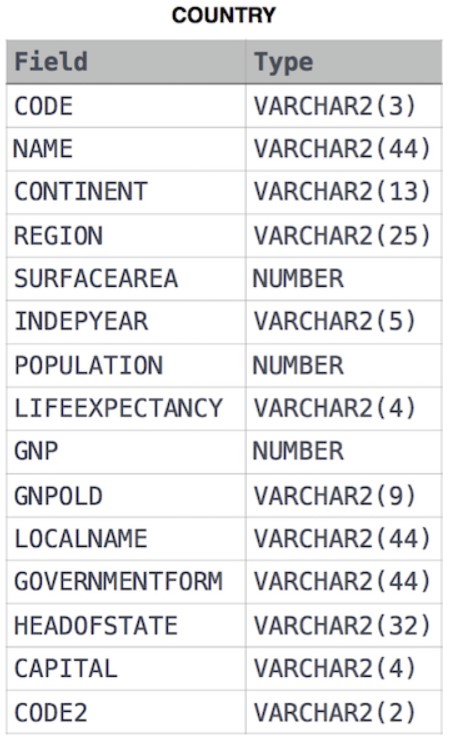 COUNTRY
Field Type
CODE VARCHAR2(3)
NAME VARCHAR2(44)
CONTINENT VARCHAR2(13)
REGION VARCHAR2(25)
SURFACEAREA NUMBER
INDEPYEAR VARCHAR2(5)
POPULATION NUMBER
LIFEEXPECTANCY VARCHAR2(4)
GNP NUMBER
GNPOLD VARCHAR2(9)
LOCALNAME VARCHAR2(44)
GOVERNMENTFORM VARCHAR2(44)
HEADOFSTATE VARCHAR2(32)
CAPITAL VARCHAR2(4)
CODE2 VARCHAR2(2)